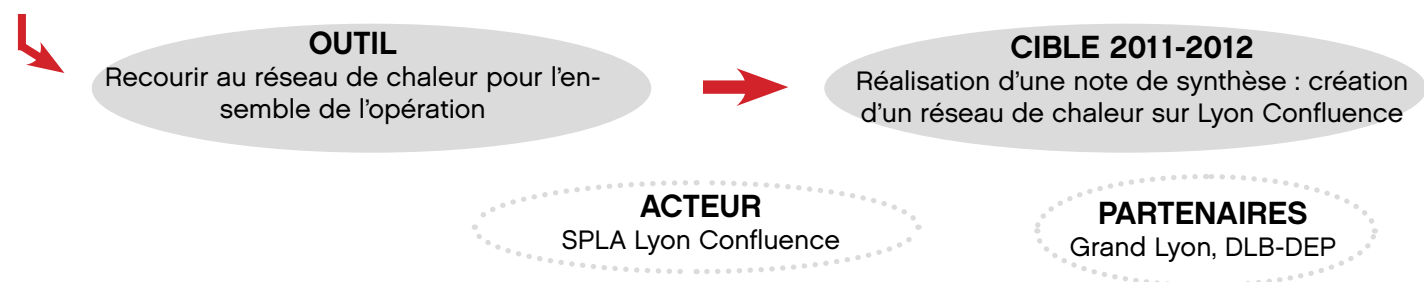 OUTIL
Recourir au réseau de chaleur pour l'en-
semble de l'opération
CIBLE 2011-2012
Réalisation d'une note de synthèse : création
d'un réseau de chaleur sur Lyon Confluence
ACTEUR
SPLA Lyon Confluence
PARTENAIRES
Grand Lyon, DLB-DEP